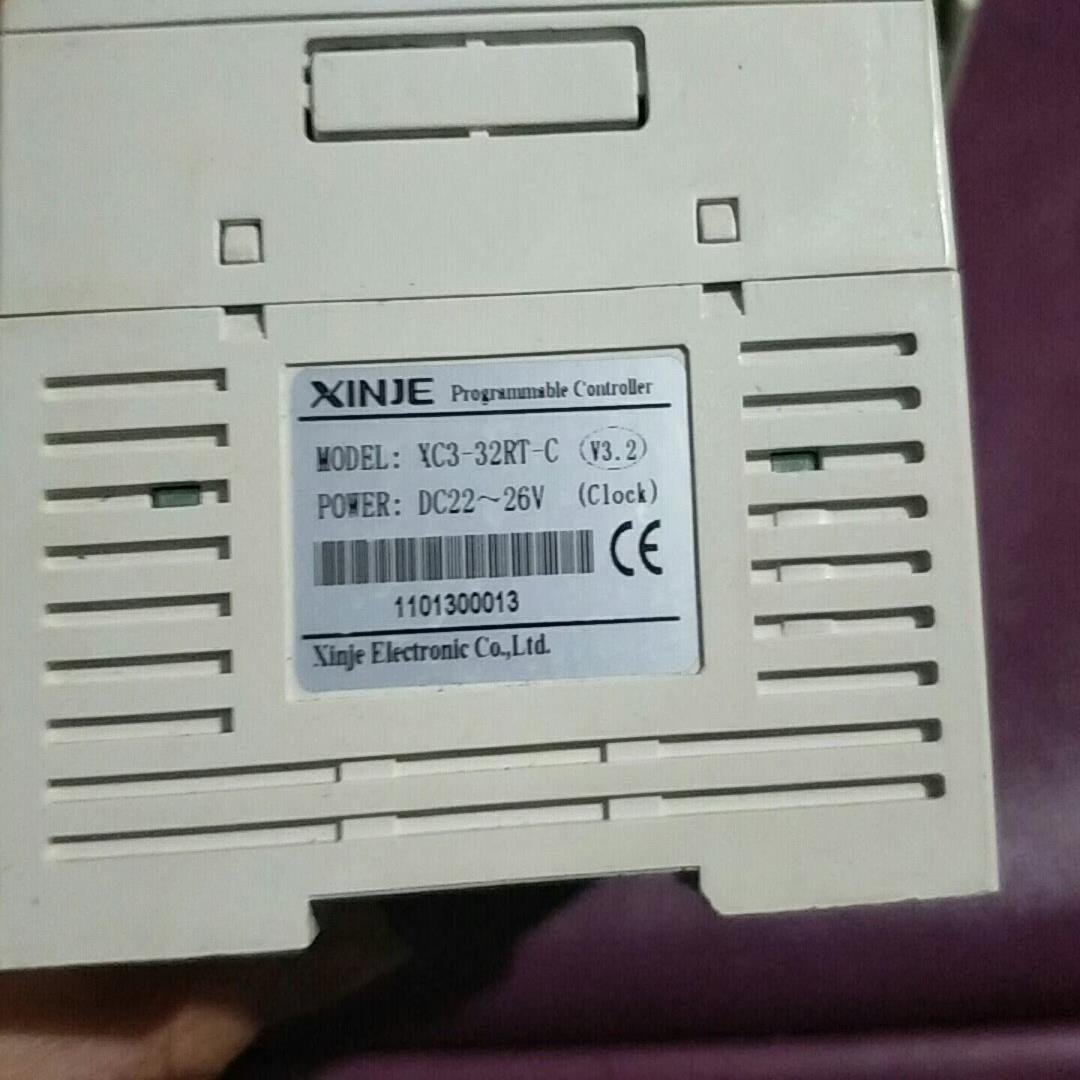 XINJE Programmable Controller
MODEL: XC3-32RT-C (V3.2)
POWER: DC22~26V (Clock)
CE
1101300013
Xinje Electronic Co.,Ltd.